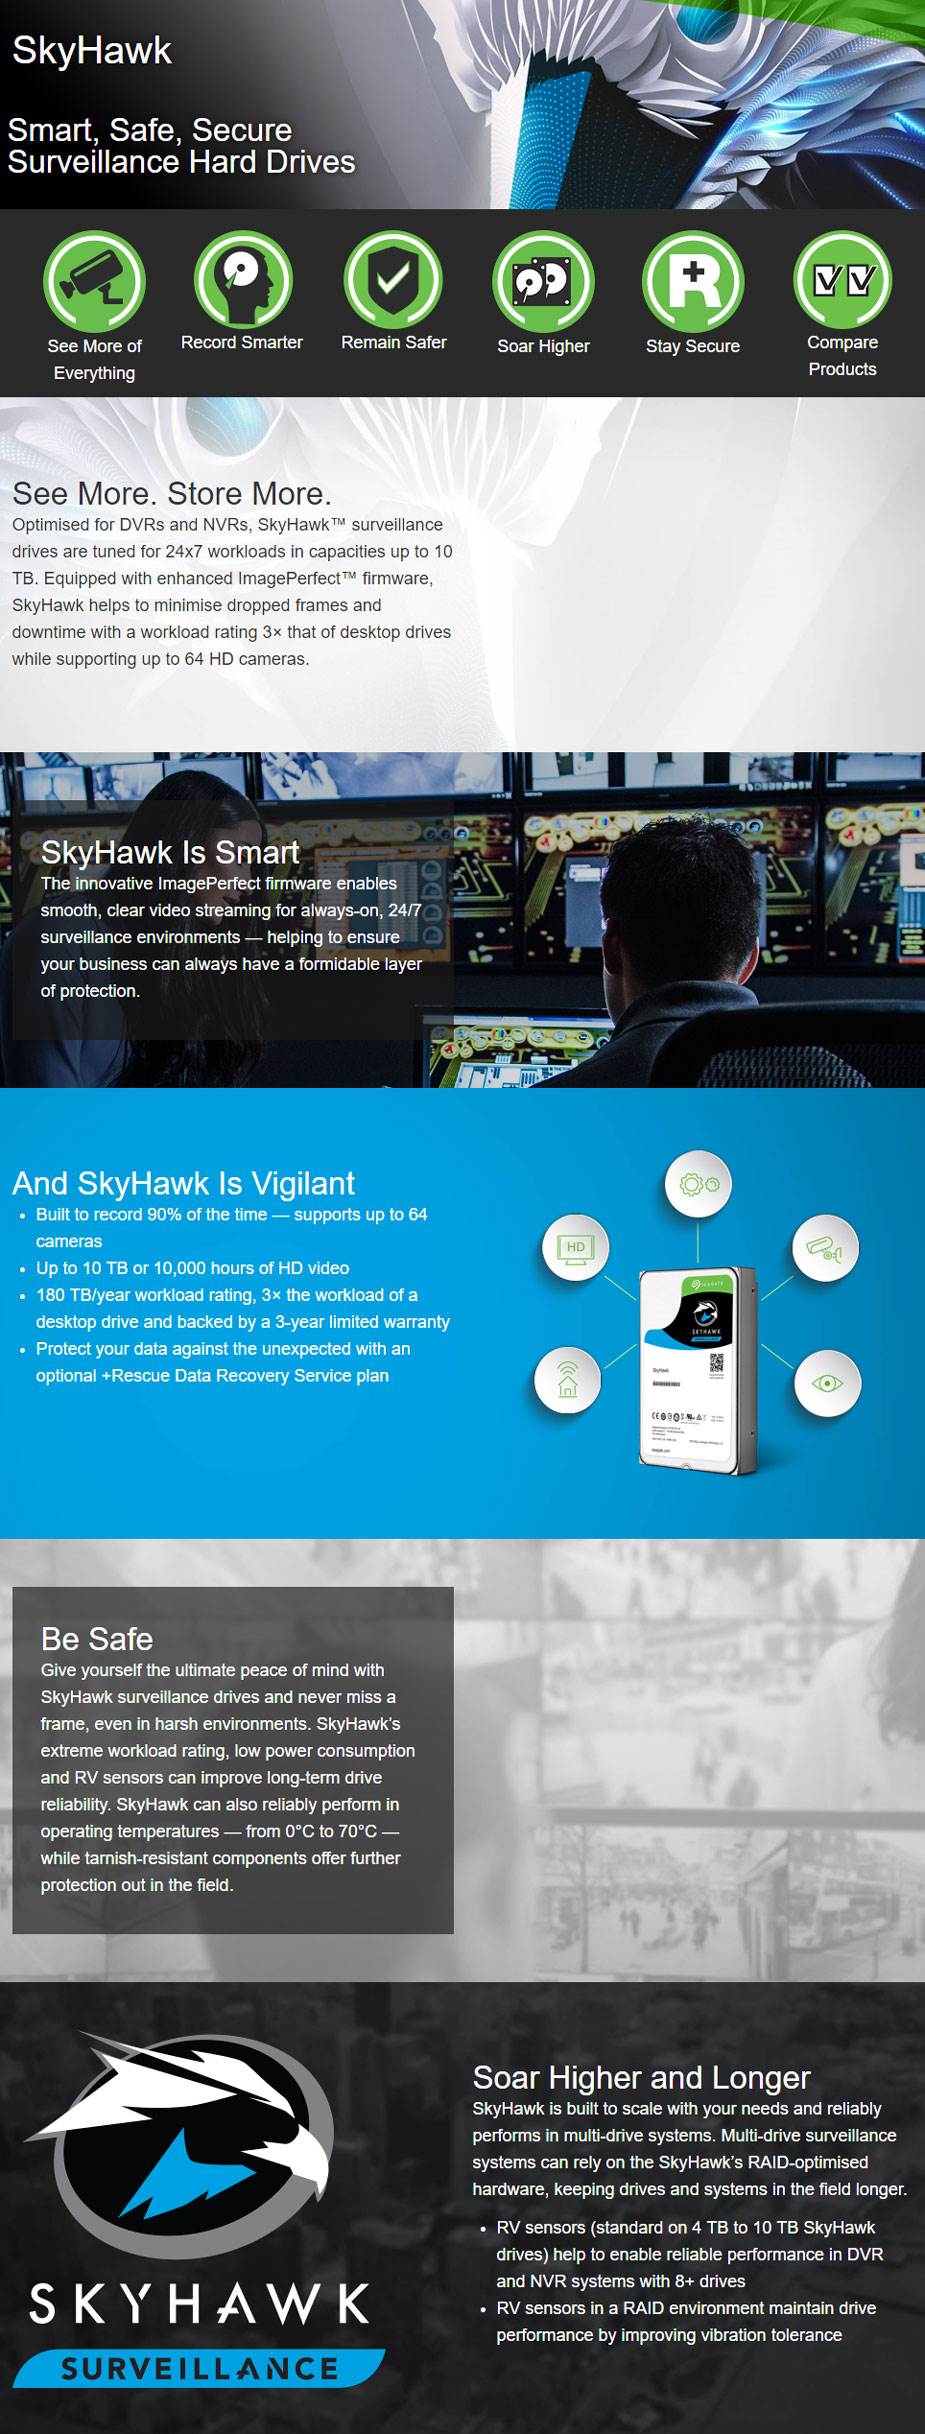 SkyHawk
Smart, Safe, Secure
Surveillance Hard Drives
See More of
Everything
Record Smarter
Remain Safer
Soar Higher
R
Stay Secure
Compare
Products
See More. Store More.
Optimised for DVRs and NVRs, SkyHawk™ surveillance
drives are tuned for 24x7 workloads in capacities up to 10
TB. Equipped with enhanced ImagePerfect™ firmware,
SkyHawk helps to minimise dropped frames and
downtime with a workload rating 3× that of desktop drives
while supporting up to 64 HD cameras.
SkyHawk Is Smart
The innovative ImagePerfect firmware enables
smooth, clear video streaming for always-on, 24/7
surveillance environments — helping to ensure
your business can always have a formidable layer
of protection.
And SkyHawk Is Vigilant
• Built to record 90% of the time — supports up to 64
cameras
• Up to 10 TB or 10,000 hours of HD video
• 180 TB/year workload rating, 3× the workload of a
desktop drive and backed by a 3-year limited warranty
• Protect your data against the unexpected with an
optional +Rescue Data Recovery Service plan
HD
SEAGATE
SKYHAWK
SkyHawk
Be Safe
Give yourself the ultimate peace of mind with
SkyHawk surveillance drives and never miss a
frame, even in harsh environments. SkyHawk’s
extreme workload rating, low power consumption
and RV sensors can improve long-term drive
reliability. SkyHawk can also reliably perform in
operating temperatures — from 0°C to 70°C —
while tarnish-resistant components offer further
protection out in the field.
SKYHAWK
SURVEILLANCE
Soar Higher and Longer
SkyHawk is built to scale with your needs and reliably
performs in multi-drive systems. Multi-drive surveillance
systems can rely on the SkyHawk’s RAID-optimised
hardware, keeping drives and systems in the field longer.
• RV sensors (standard on 4 TB to 10 TB SkyHawk
drives) help to enable reliable performance in DVR
and NVR systems with 8+ drives
• RV sensors in a RAID environment maintain drive
performance by improving vibration tolerance